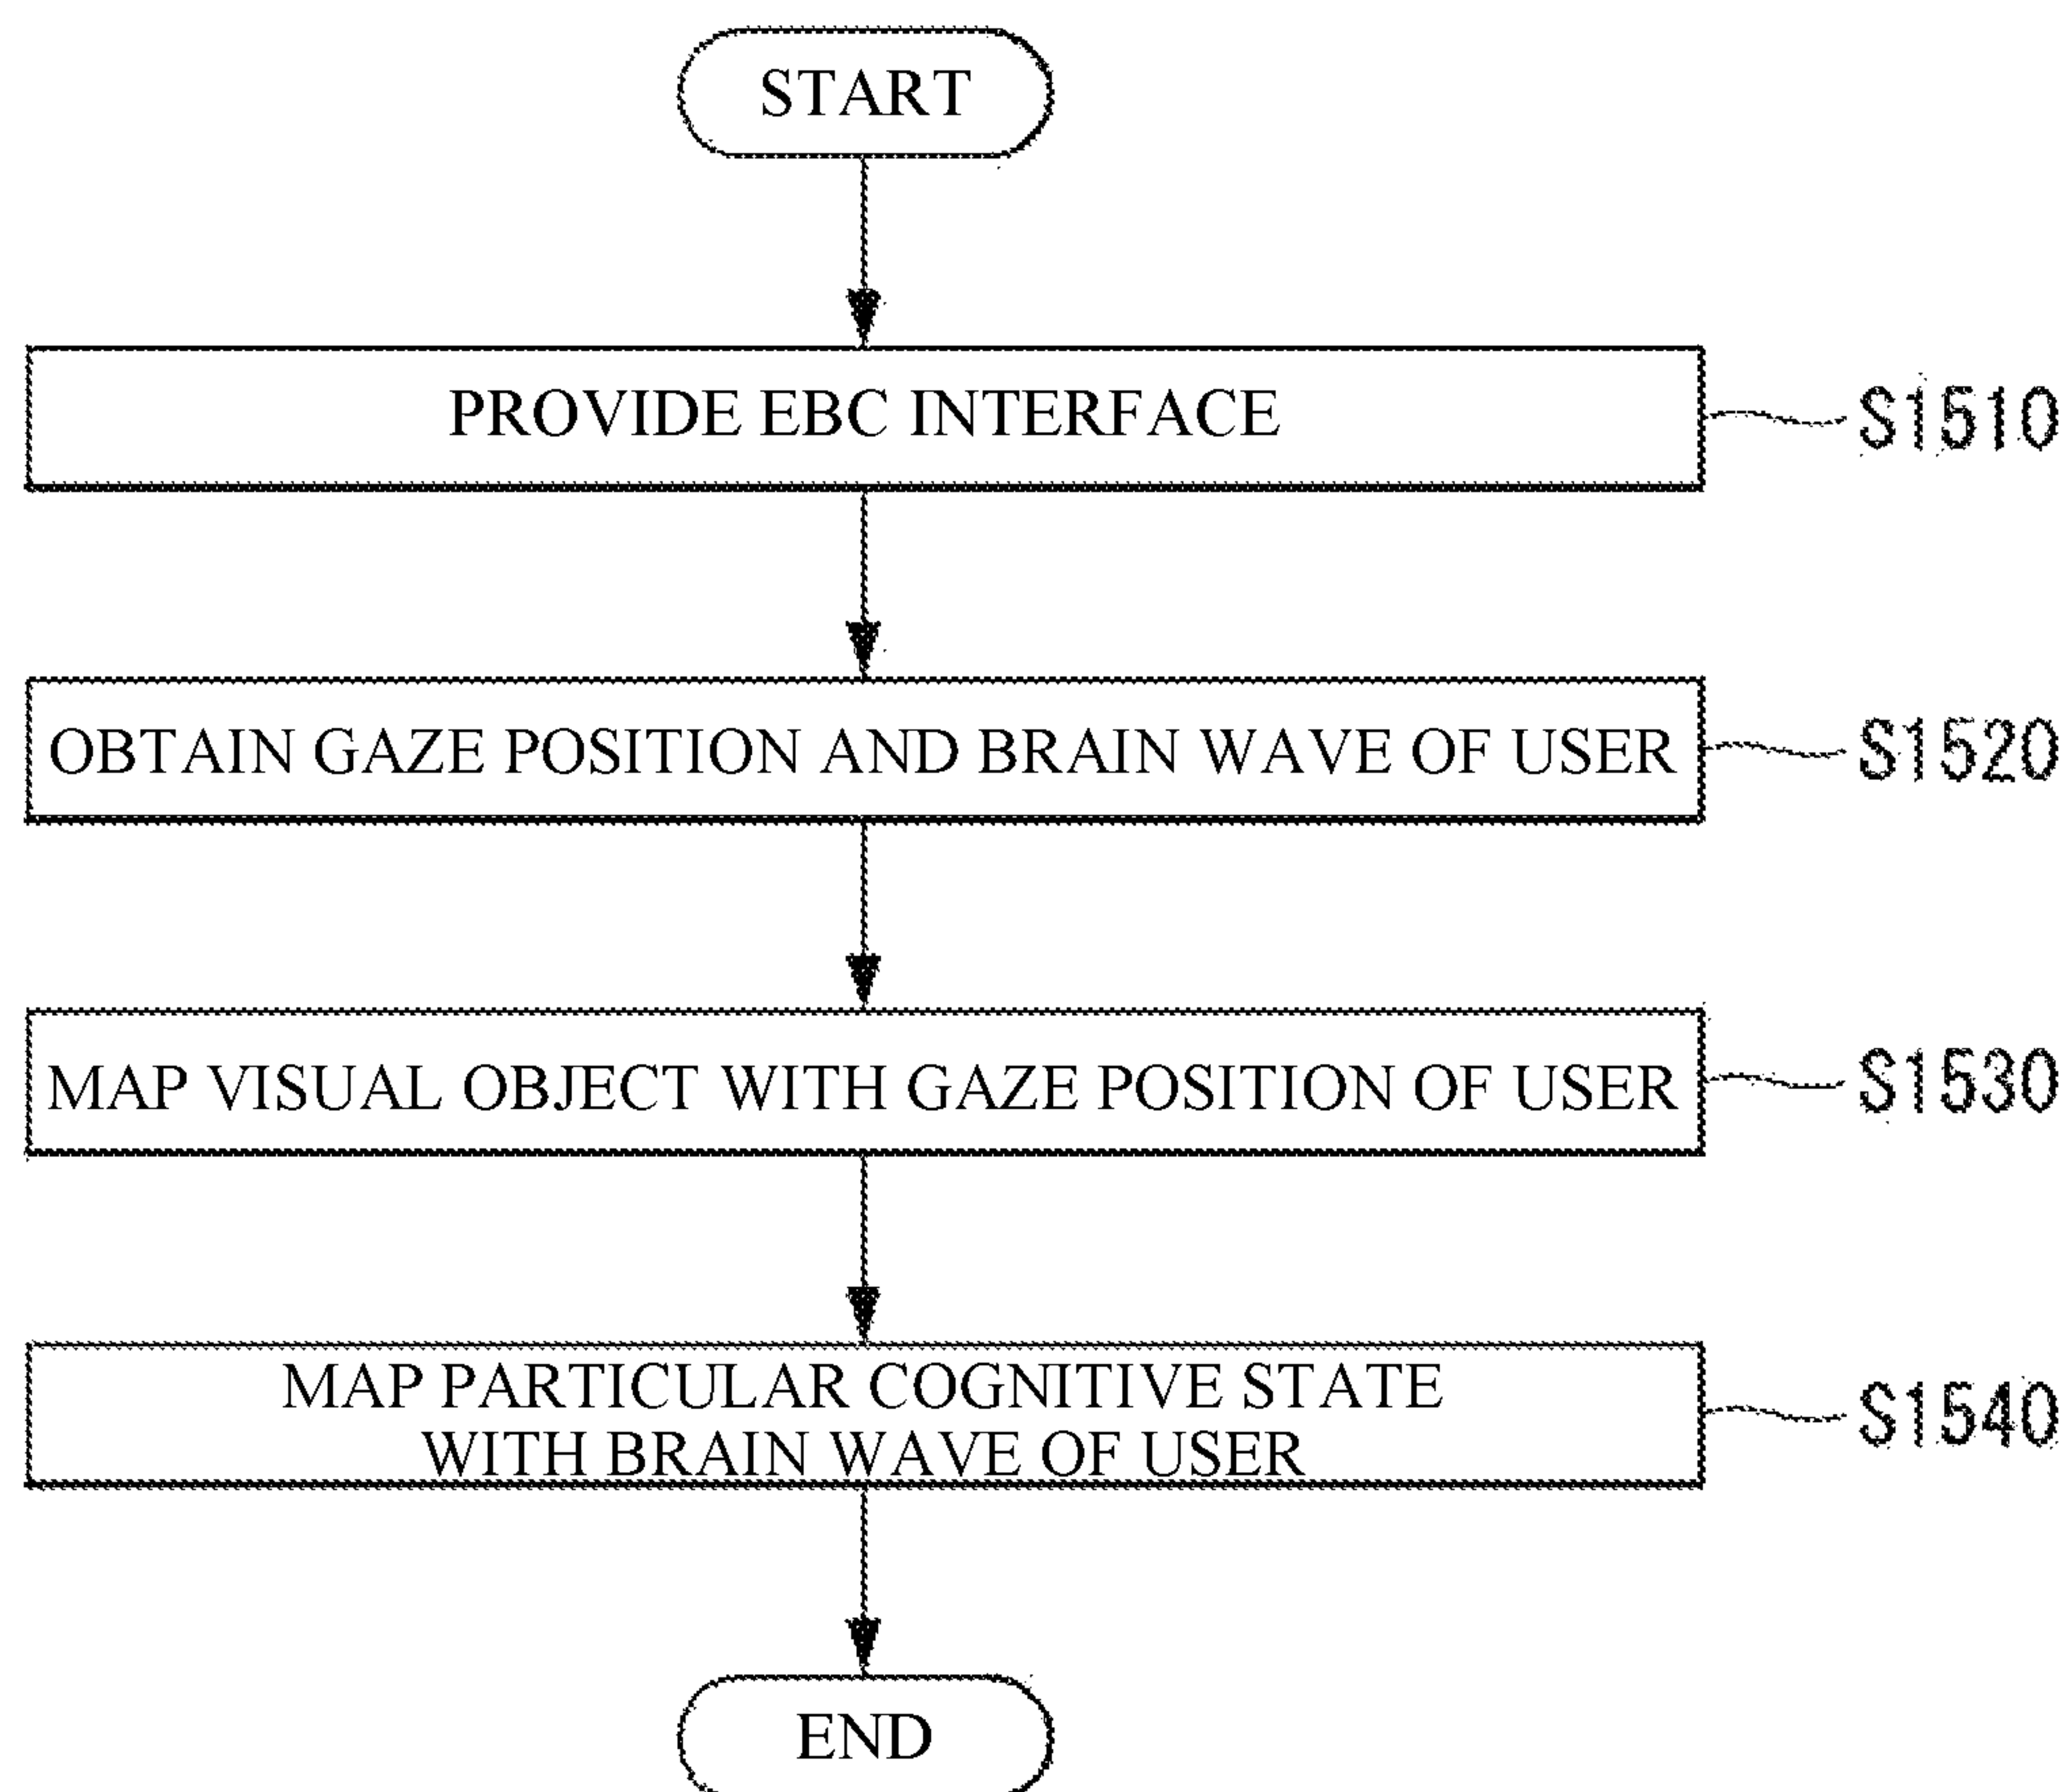 START
PROVIDE EBC INTERFACE
S1510
OBTAIN GAZE POSITION AND BRAIN WAVE OF USER
S1520
MAP VISUAL OBJECT WITH GAZE POSITION OF USER
S1530
MAP PARTICULAR COGNITIVE STATE
WITH BRAIN WAVE OF USER
S1540
END